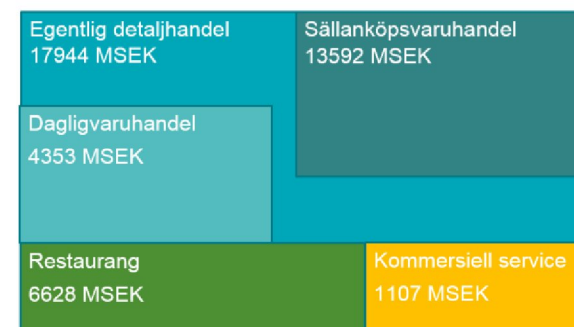 Egentlig detaljhandel
17944 MSEK
Sällanköpsvaruhandel
13592 MSEK
Dagligvaruhandel
4353 MSEK
Restaurang
6628 MSEK
Kommersiell service
1107 MSEK